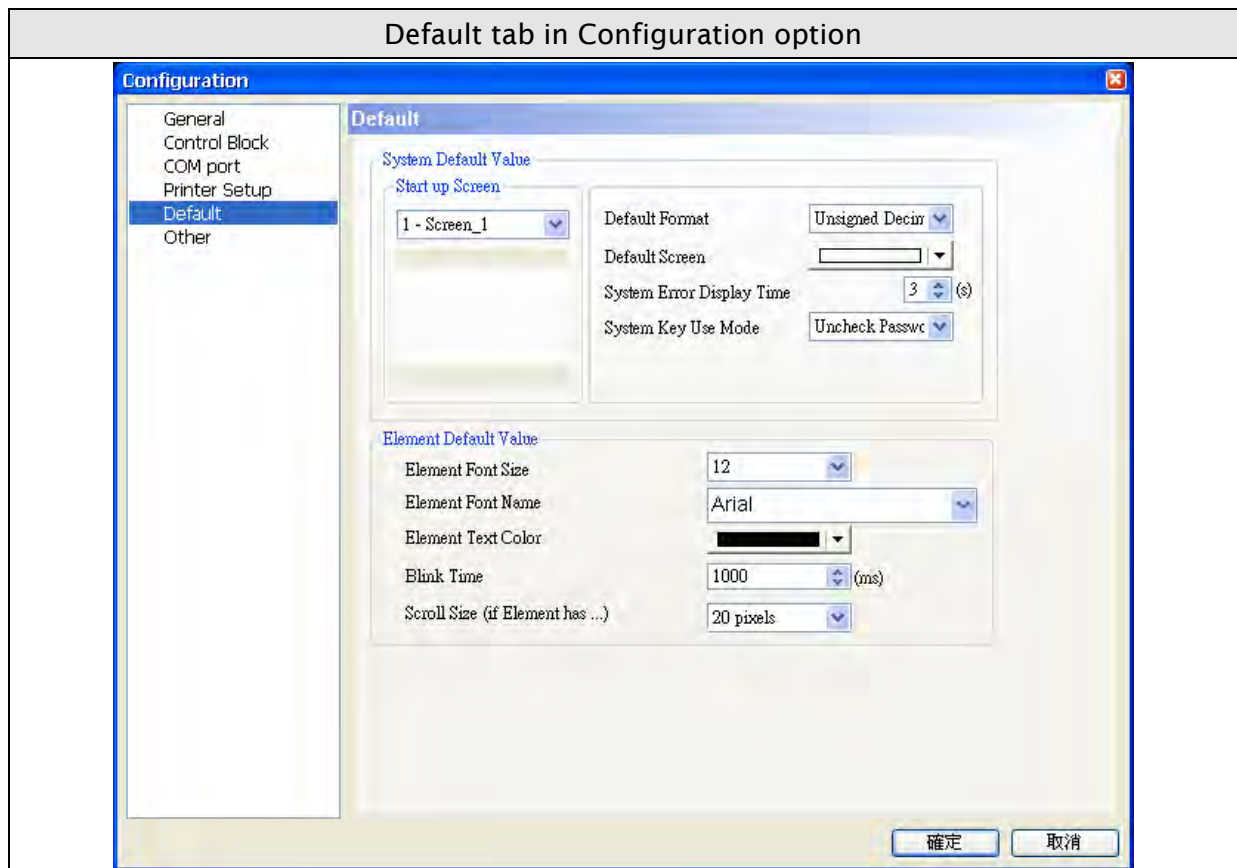 Default tab in Configuration option
Configuration
General
Control Block
COM port
Printer Setup
Default
Other
Default
System Default Value
Start up Screen
1 - Screen_1
Default Format
Unsigned Decim
Default Screen
System Error Display Time
3 (s)
System Key Use Mode
Uncheck Passwc
Element Default Value
Element Font Size
12
Element Font Name
Arial
Element Text Color
Blink Time
1000 (ms)
Scroll Size (if Element has ...)
20 pixels
確定 取消